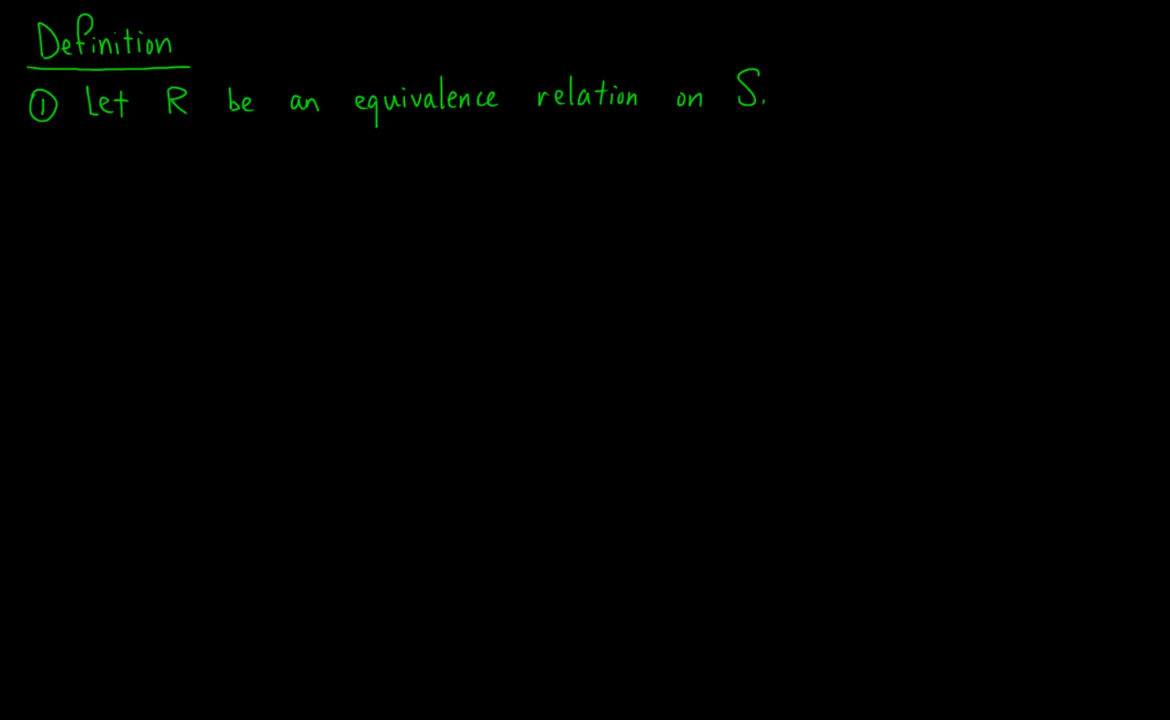 Definition
① Let R be an equivalence relation on S.